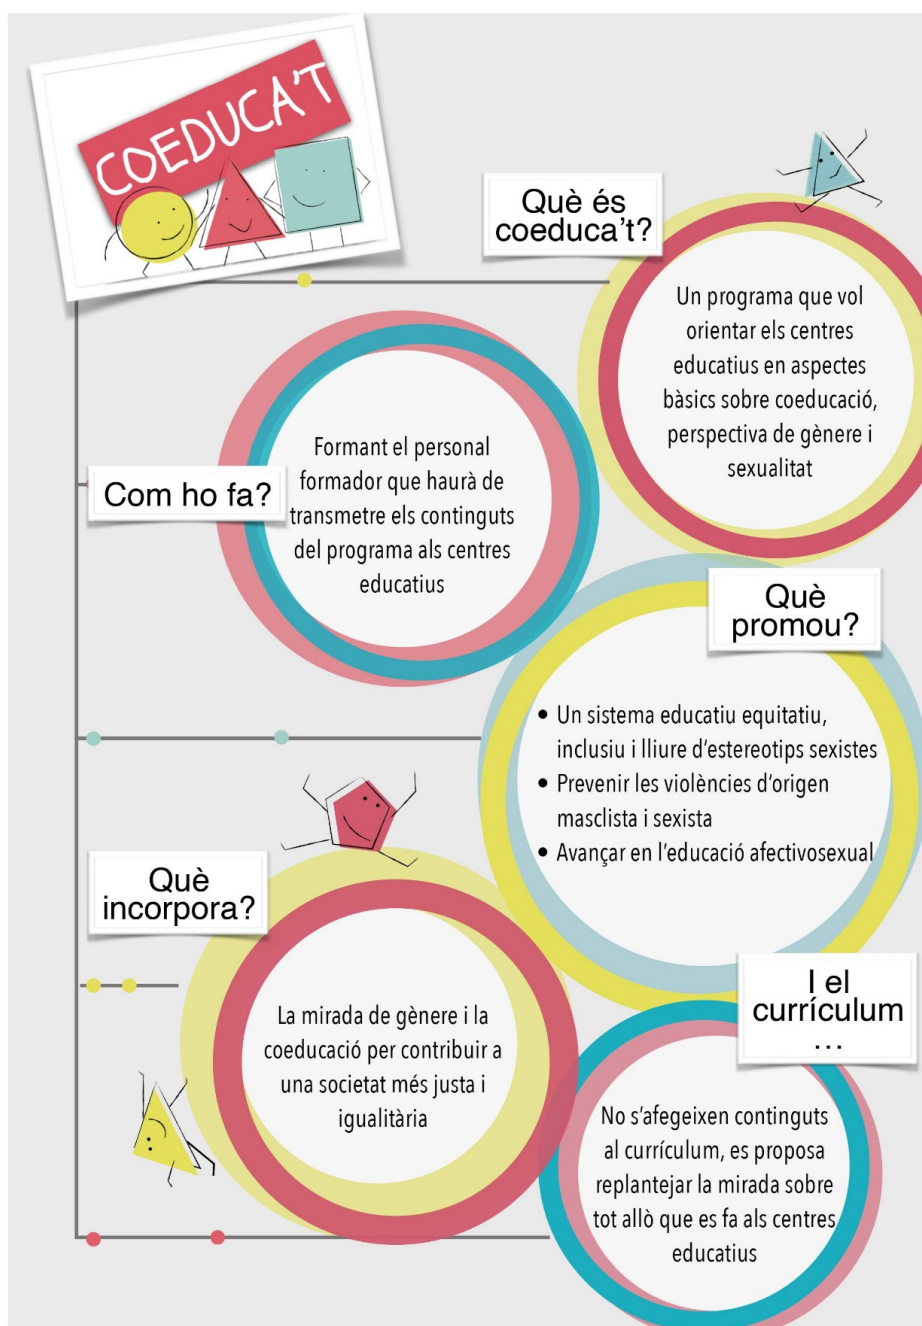 COEDUCA'T
Què és
coeduca't?
Un programa que vol
orientar els centres
educatius en aspectes
bàsics sobre coeducació,
perspectiva de gènere i
sexualitat
Com ho fa?
Formant el personal
formador que haurà de
transmetre els continguts
del programa als centres
educatius
Què
promou?
• Un sistema educatiu equitatiu,
inclusiu i lliure d'estereotips sexistes
• Prevenir les violències d'origen
masclista i sexista
• Avançar en l'educació afectivosexual
Què
incorpora?
La mirada de gènere i la
coeducació per contribuir a
una societat més justa i
igualitària
I el
currículum
...
No s'afegeixen continguts
al currículum, es proposa
replantejar la mirada sobre
tot allò que es fa als centres
educatius